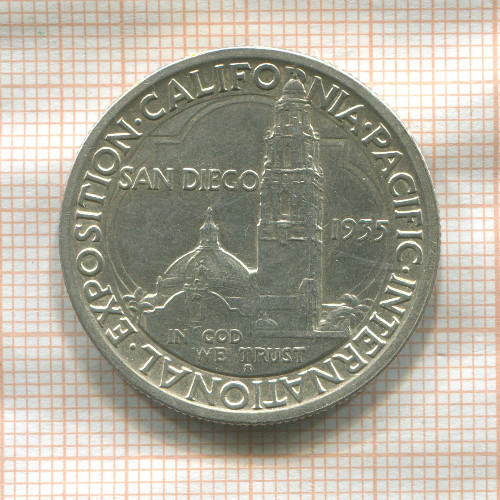 CALIFORNIA·PACIFIC·INTERNATIONAL·EXPOSITION·
SAN DIEGO
1935
IN GOD
WE TRUST